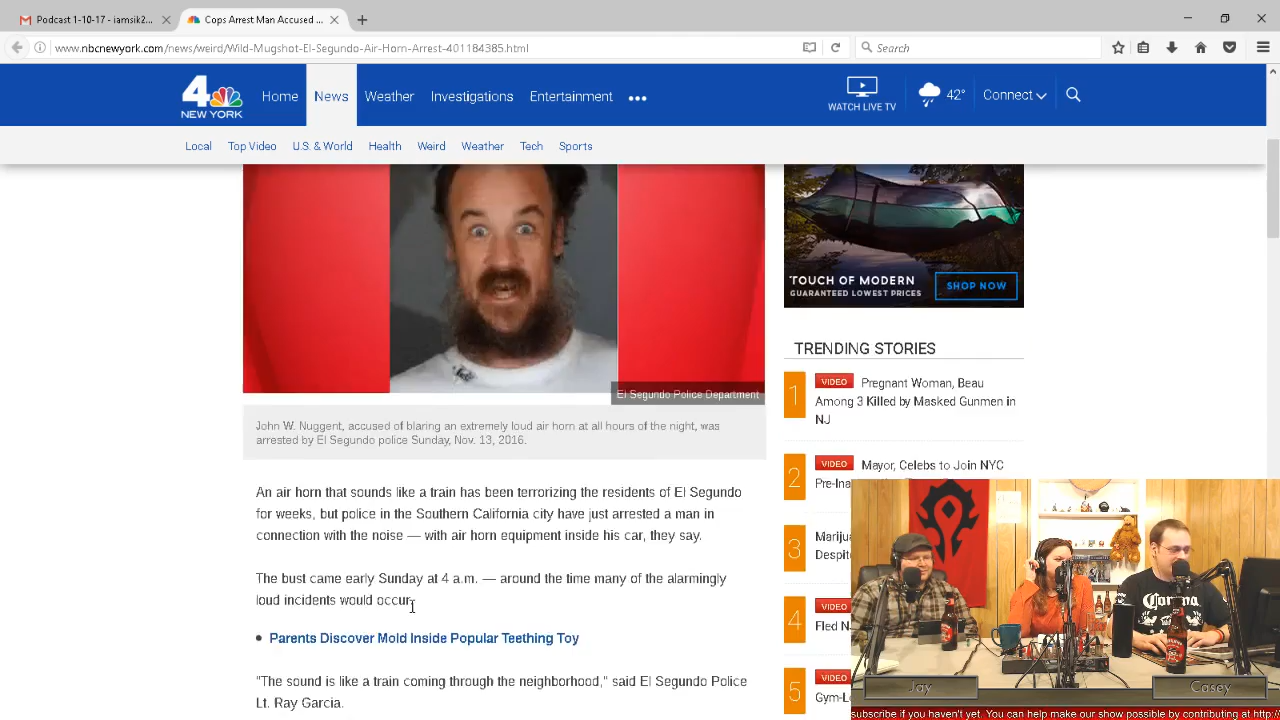 Podcast 1-10-17 - iamsik2...
Cops Arrest Man Accused ...
www.nbcnewyork.com/news/weird/Wild-Mugshot-El-Segundo-Air-Horn-Arrest-401184385.html
Search
4
NEW YORK
Home
News
Weather
Investigations
Entertainment
WATCH LIVE TV
42°
Connect
Local
Top Video
U.S. & World
Health
Weird
Weather
Tech
Sports
El Segundo Police Department
John W. Nuggent, accused of blaring an extremely loud air horn at all hours of the night, was
arrested by El Segundo police Sunday, Nov. 13, 2016.
An air horn that sounds like a train has been terrorizing the residents of El Segundo
for weeks, but police in the Southern California city have just arrested a man in
connection with the noise — with air horn equipment inside his car, they say.
The bust came early Sunday at 4 a.m. — around the time many of the alarmingly
loud incidents would occur.
Parents Discover Mold Inside Popular Teething Toy
"The sound is like a train coming through the neighborhood," said El Segundo Police
Lt. Ray Garcia.
TOUCH OF MODERN
GUARANTEED LOWEST PRICES
SHOP NOW
TRENDING STORIES
1
VIDEO Pregnant Woman, Beau
Among 3 Killed by Masked Gunmen in
NJ
2
VIDEO Mayor, Celebs to Join NYC
Pre-Ina
3
Mariju
Despit
4
VIDEO
Fled N
5
VIDEO
Gym-L
Corona
Extra
Jay
Casey
subscribe if you haven't yet. You can help make our show possible by contributing at http:/